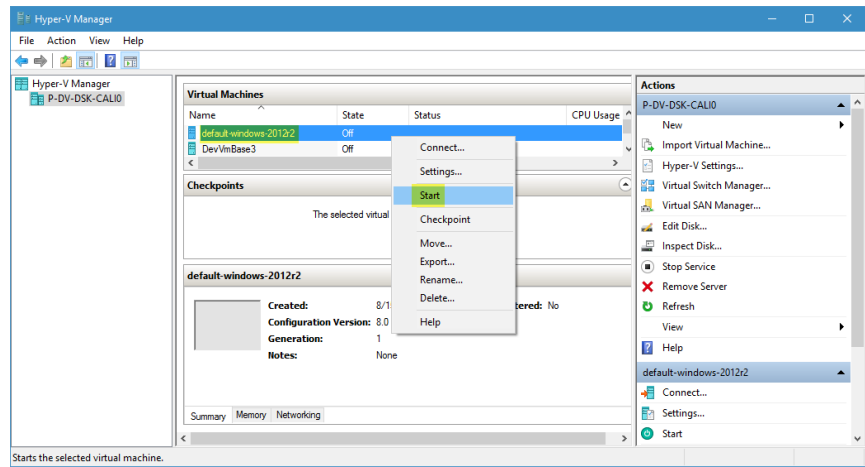 Hyper-V Manager
File Action View Help
Hyper-V Manager
P-DV-DSK-CALI0
Virtual Machines
Name State Status CPU Usage
default-windows-2012r2 Off
DevVmBase3 Off
Checkpoints
The selected virtual
default-windows-2012r2
Created: 8/1
Configuration Version: 8.0
Generation: 1
Notes: None
tered: No
Summary Memory Networking
Connect...
Settings...
Start
Checkpoint
Move...
Export...
Rename...
Delete...
Help
Actions
P-DV-DSK-CALI0
New
Import Virtual Machine...
Hyper-V Settings...
Virtual Switch Manager...
Virtual SAN Manager...
Edit Disk...
Inspect Disk...
Stop Service
Remove Server
Refresh
View
Help
default-windows-2012r2
Connect...
Settings...
Start
Starts the selected virtual machine.